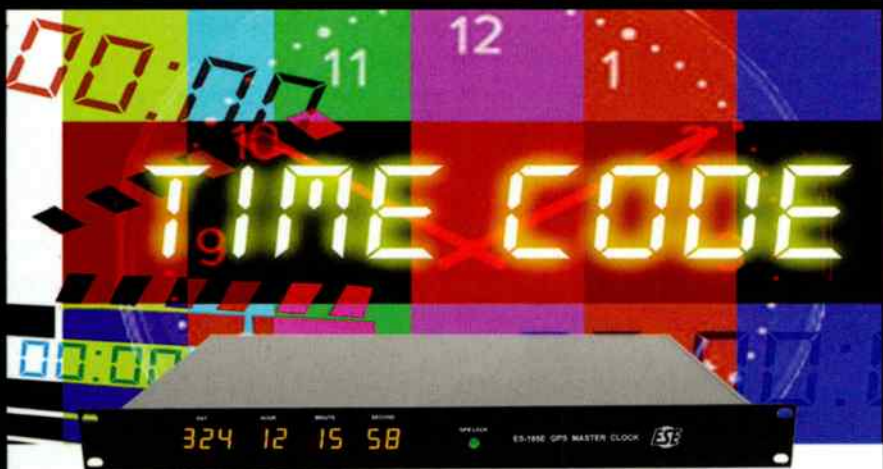 00:00
11 12 1
10 2
TIME CODE
9
00:00
DAY HOUR MINUTE SECOND
324 12 15 58
GPS LOCK
ES-185E GPS MASTER CLOCK ESE